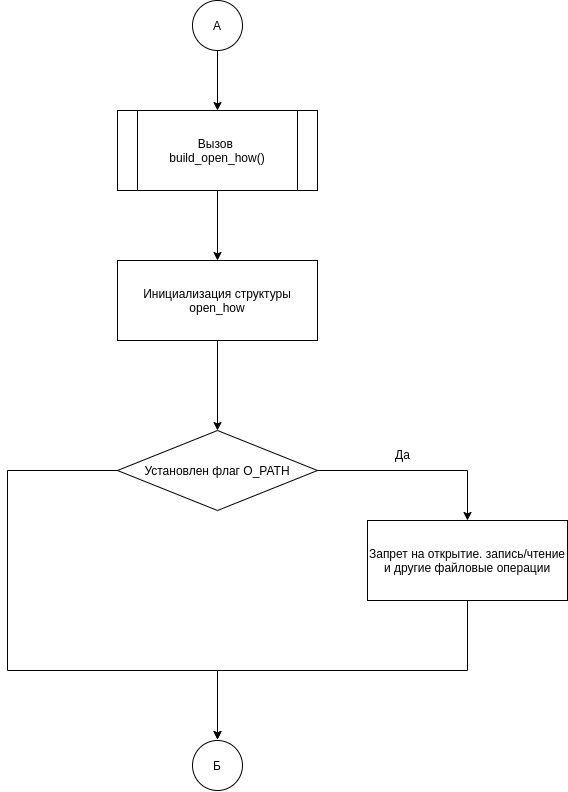 А
Вызов
build_open_how()
Инициализация структуры
open_how
Установлен флаг O_PATH
Да
Запрет на открытие. запись/чтение
и другие файловые операции
Б